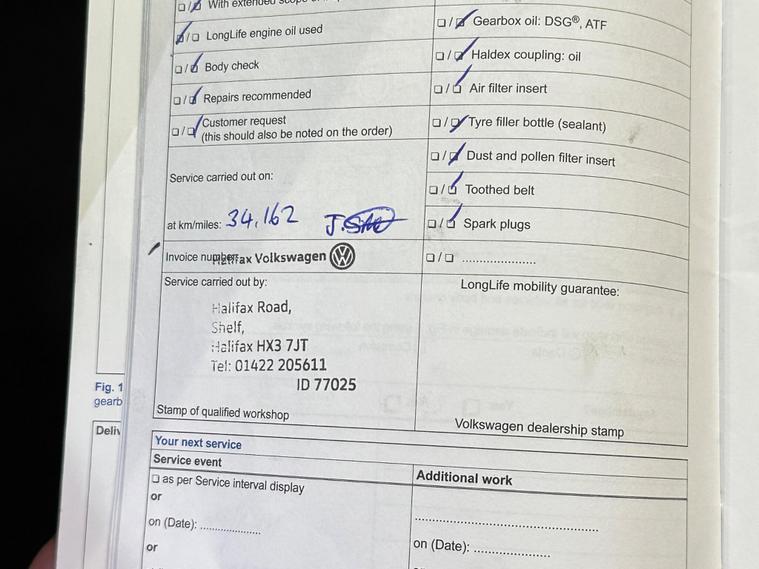 With extended scope
LongLife engine oil used
Body check
Repairs recommended
Customer request
(this should also be noted on the order)
Service carried out on:
at km/miles: 34,162
Invoice number:
Halifax Volkswagen
Service carried out by:
Halifax Road,
Shelf,
Halifax HX3 7JT
Tel: 01422 205611
ID 77025
Stamp of qualified workshop
Gearbox oil: DSG®, ATF
Haldex coupling: oil
Air filter insert
Tyre filler bottle (sealant)
Dust and pollen filter insert
Toothed belt
Spark plugs
LongLife mobility guarantee:
Volkswagen dealership stamp
Fig. 1
gearb
Deliv
Your next service
Service event
as per Service interval display
or
on (Date): ....................
or
Additional work
on (Date): ....................